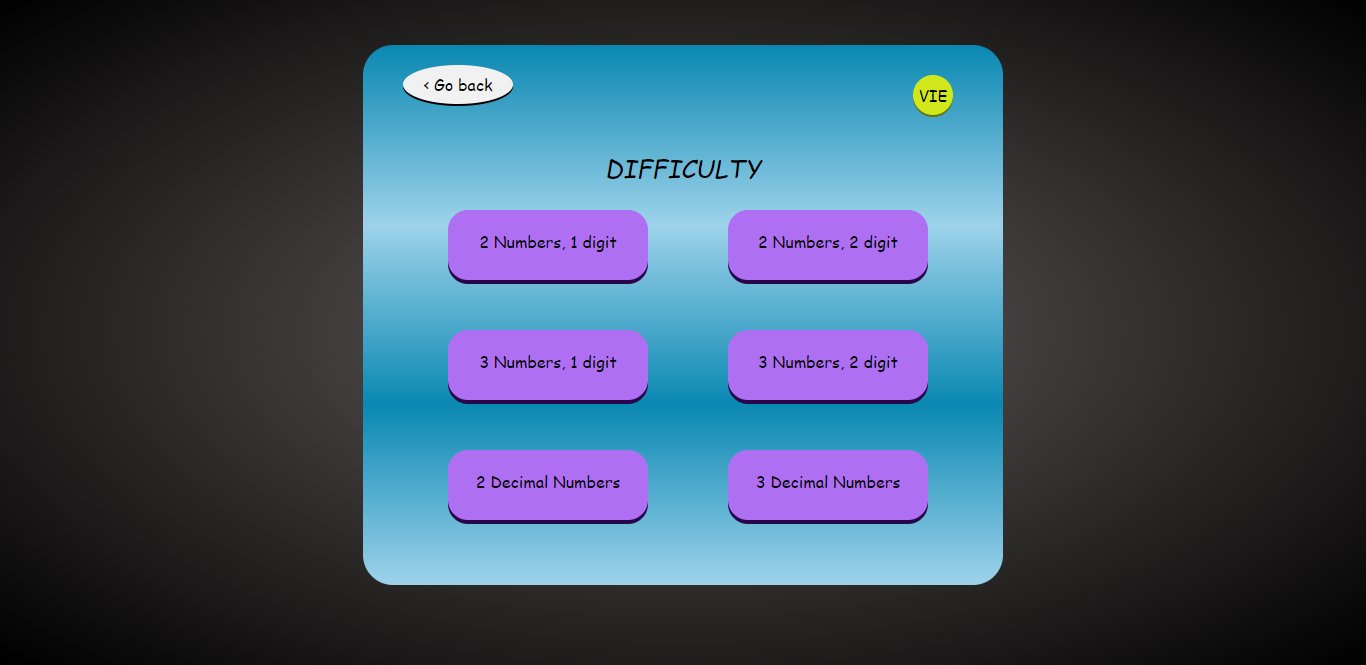 < Go back
VIE
DIFFICULTY
2 Numbers, 1 digit
2 Numbers, 2 digit
3 Numbers, 1 digit
3 Numbers, 2 digit
2 Decimal Numbers
3 Decimal Numbers